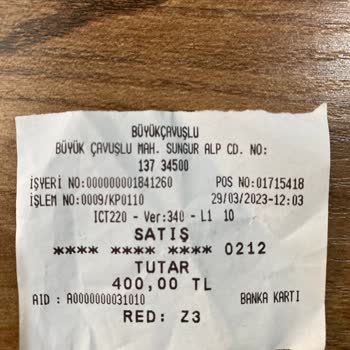 BÜYÜKÇAVUŞLU
BÜYÜK ÇAVUŞLU MAH. SUNGUR ALP CD. NO:
137 34500
İŞYERİ NO:000000001841260 POS NO:01715418
İŞLEM NO:0009/KP0110 29/03/2023-12:03
ICT220 - Ver:340 - L1 10
SATIŞ
**** **** **** 0212
TUTAR
400,00 TL
AID : A0000000031010 BANKA KARTI
RED: Z3